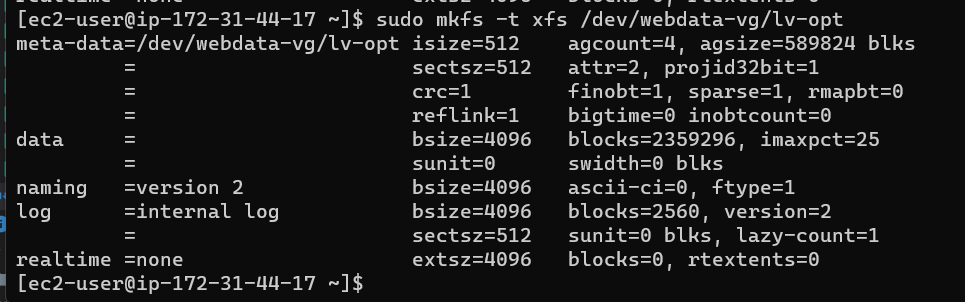 [ec2-user@ip-172-31-44-17 ~]$ sudo mkfs -t xfs /dev/webdata-vg/lv-opt
meta-data=/dev/webdata-vg/lv-opt isize=512    agcount=4, agsize=589824 blks
         =                       sectsz=512   attr=2, projid32bit=1
         =                       crc=1        finobt=1, sparse=1, rmapbt=0
         =                       reflink=1    bigtime=0 inobtcount=0
data     =                       bsize=4096   blocks=2359296, imaxpct=25
         =                       sunit=0      swidth=0 blks
naming   =version 2              bsize=4096   ascii-ci=0, ftype=1
log      =internal log           bsize=4096   blocks=2560, version=2
         =                       sectsz=512   sunit=0 blks, lazy-count=1
realtime =none                   extsz=4096   blocks=0, rtextents=0
[ec2-user@ip-172-31-44-17 ~]$